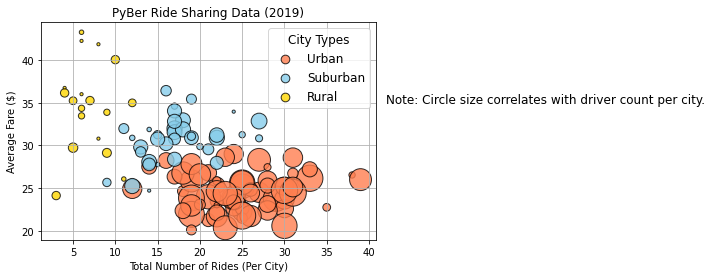 PyBer Ride Sharing Data (2019)
City Types
Urban
Suburban
Rural
Note: Circle size correlates with driver count per city.
Average Fare ($)
40
35
30
25
20
5 10 15 20 25 30 35 40
Total Number of Rides (Per City)